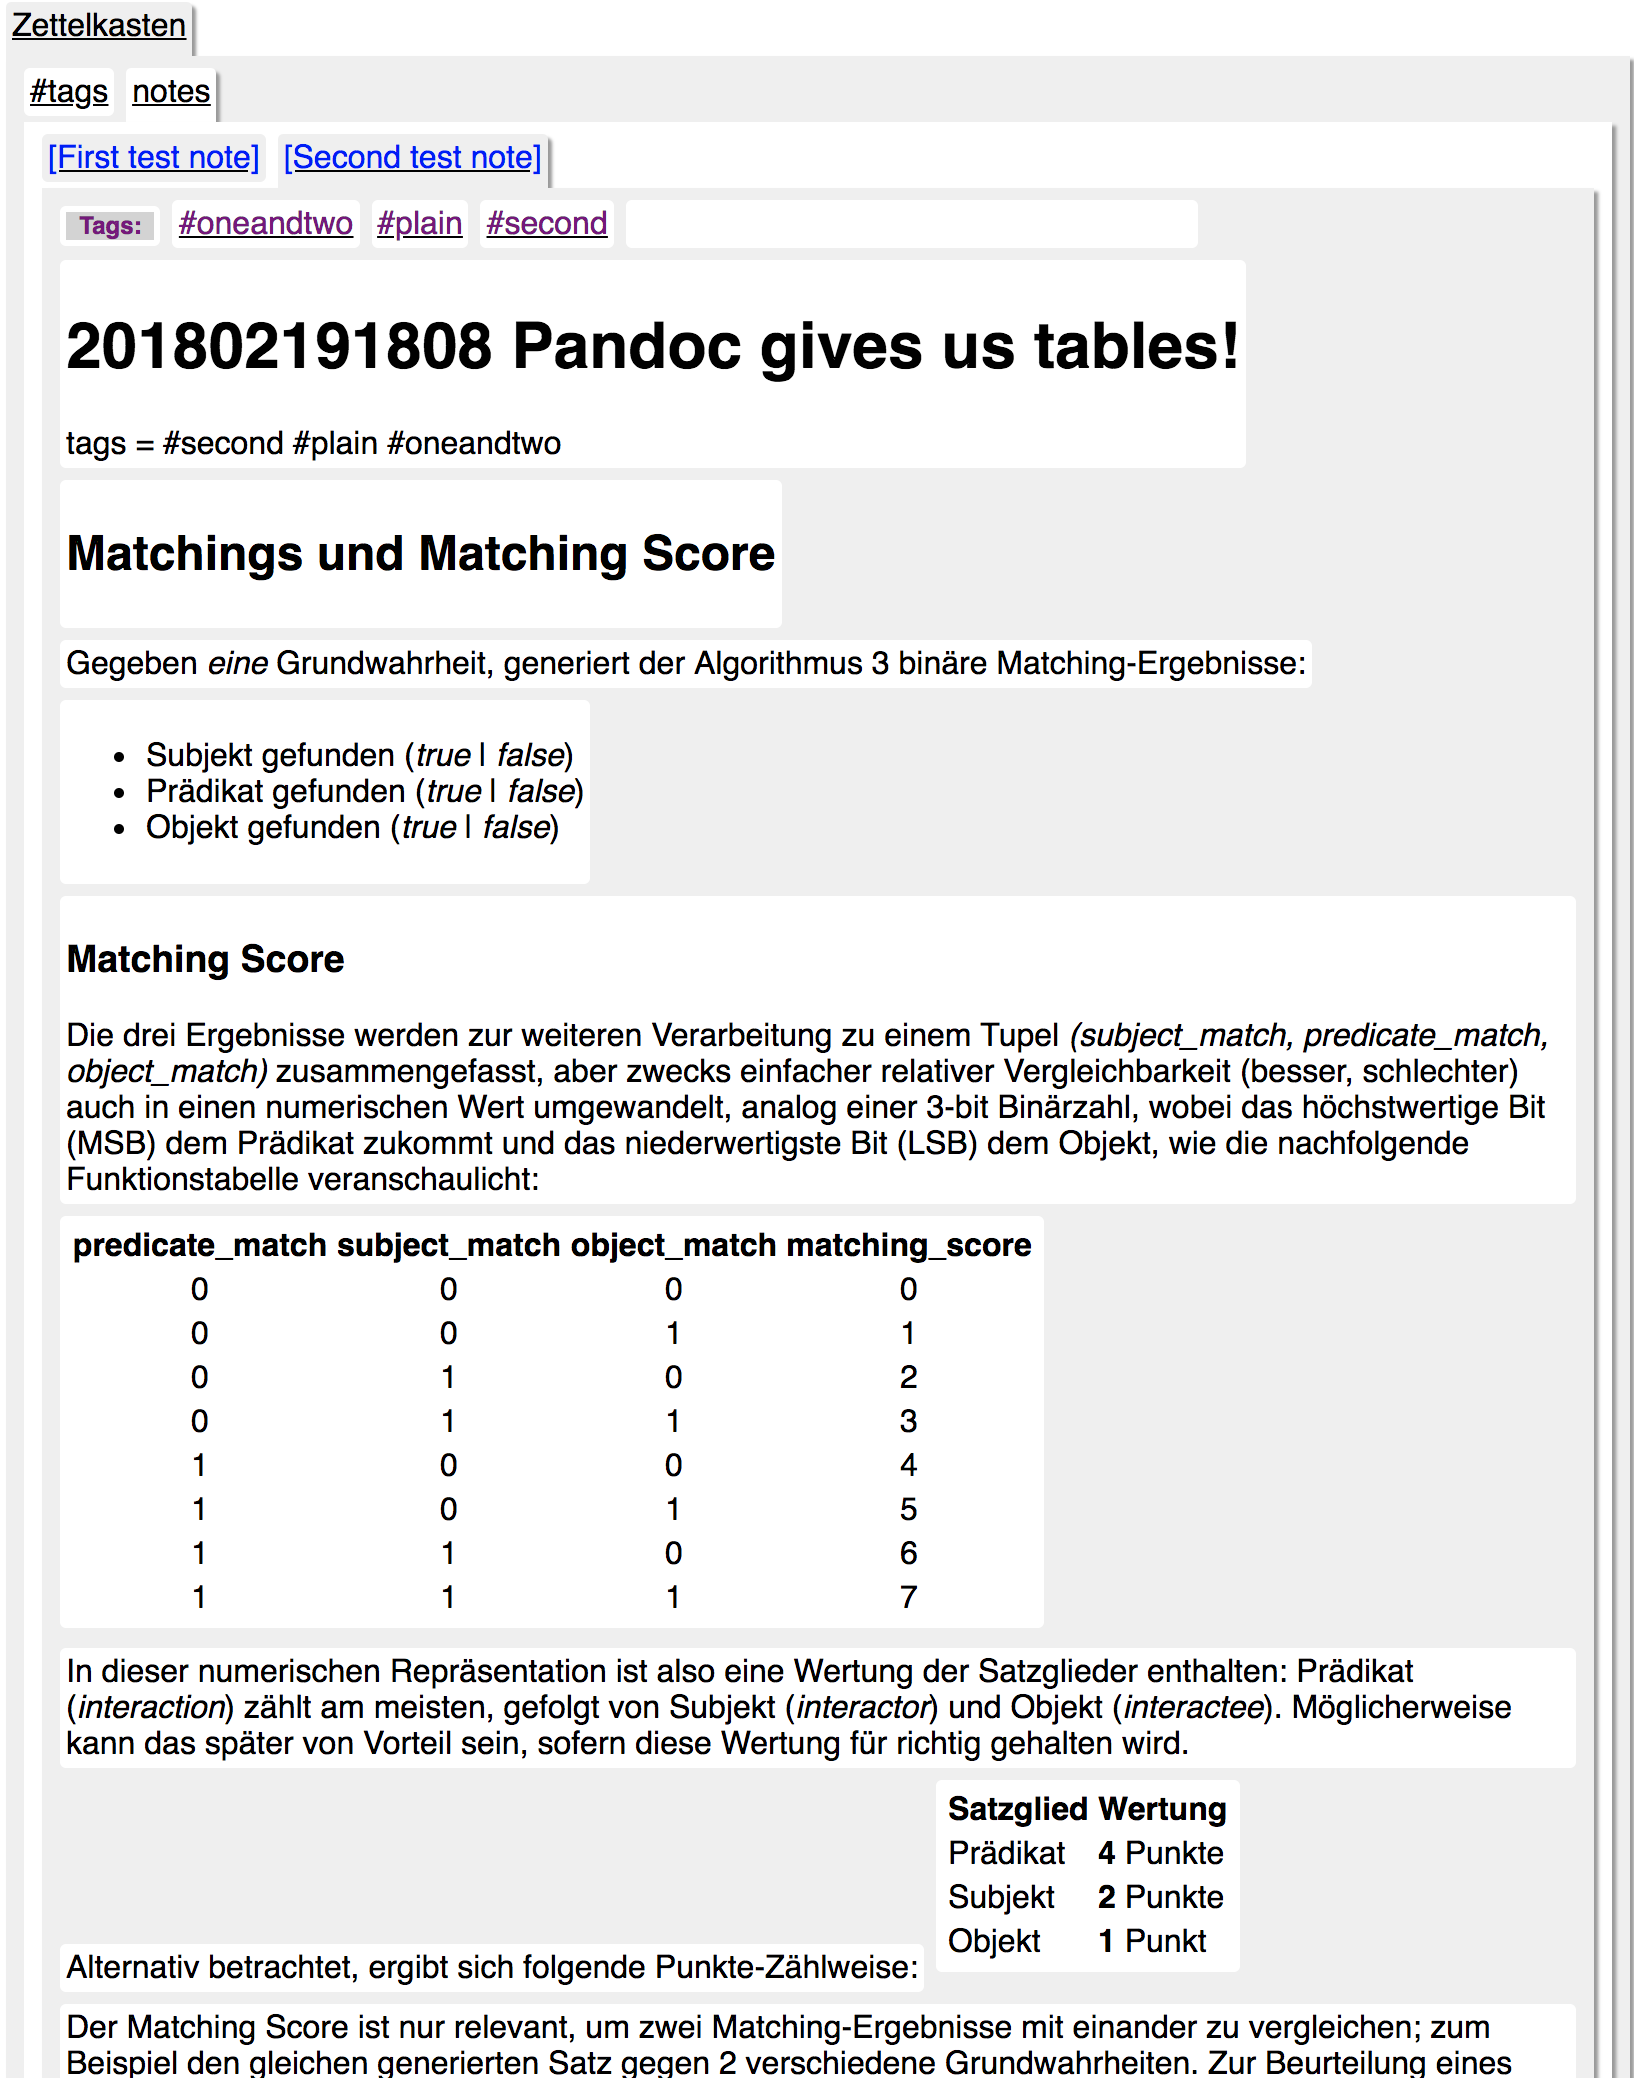 Zettelkasten
#tags notes
[First test note] [Second test note]
Tags: #oneandtwo #plain #second
201802191808 Pandoc gives us tables!
tags = #second #plain #oneandtwo
Matchings und Matching Score
Gegeben eine Grundwahrheit, generiert der Algorithmus 3 binäre Matching-Ergebnisse:
• Subjekt gefunden (true | false)
• Prädikat gefunden (true | false)
• Objekt gefunden (true | false)
Matching Score
Die drei Ergebnisse werden zur weiteren Verarbeitung zu einem Tupel (subject_match, predicate_match,
object_match) zusammengefasst, aber zwecks einfacher relativer Vergleichbarkeit (besser, schlechter)
auch in einen numerischen Wert umgewandelt, analog einer 3-bit Binärzahl, wobei das höchstwertige Bit
(MSB) dem Prädikat zukommt und das niederwertigste Bit (LSB) dem Objekt, wie die nachfolgende
Funktionstabelle veranschaulicht:
predicate_match subject_match object_match matching_score
0 0 0 0
0 0 1 1
0 1 0 2
0 1 1 3
1 0 0 4
1 0 1 5
1 1 0 6
1 1 1 7
In dieser numerischen Repräsentation ist also eine Wertung der Satzglieder enthalten: Prädikat
(interaction) zählt am meisten, gefolgt von Subjekt (interactor) und Objekt (interactee). Möglicherweise
kann das später von Vorteil sein, sofern diese Wertung für richtig gehalten wird.
Satzglied Wertung
Prädikat 4 Punkte
Subjekt 2 Punkte
Objekt 1 Punkt
Alternativ betrachtet, ergibt sich folgende Punkte-Zählweise:
Der Matching Score ist nur relevant, um zwei Matching-Ergebnisse mit einander zu vergleichen; zum
Beispiel den gleichen generierten Satz gegen 2 verschiedene Grundwahrheiten. Zur Beurteilung eines